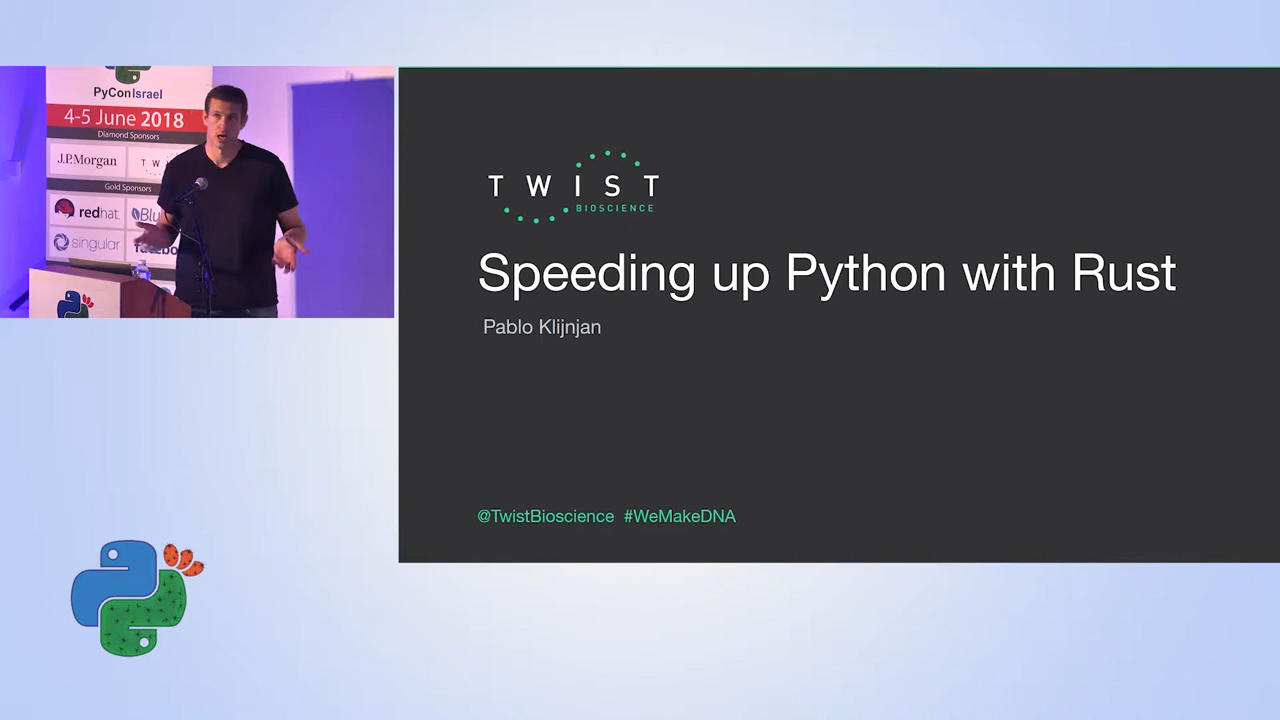 PyConIsrael
4-5 June 2018
Diamond Sponsors
J.P.Morgan
Gold Sponsors
redhat.
singular
TWIST
BIOSCIENCE
Speeding up Python with Rust
Pablo Klijnjan
@TwistBioscience #WeMakeDNA